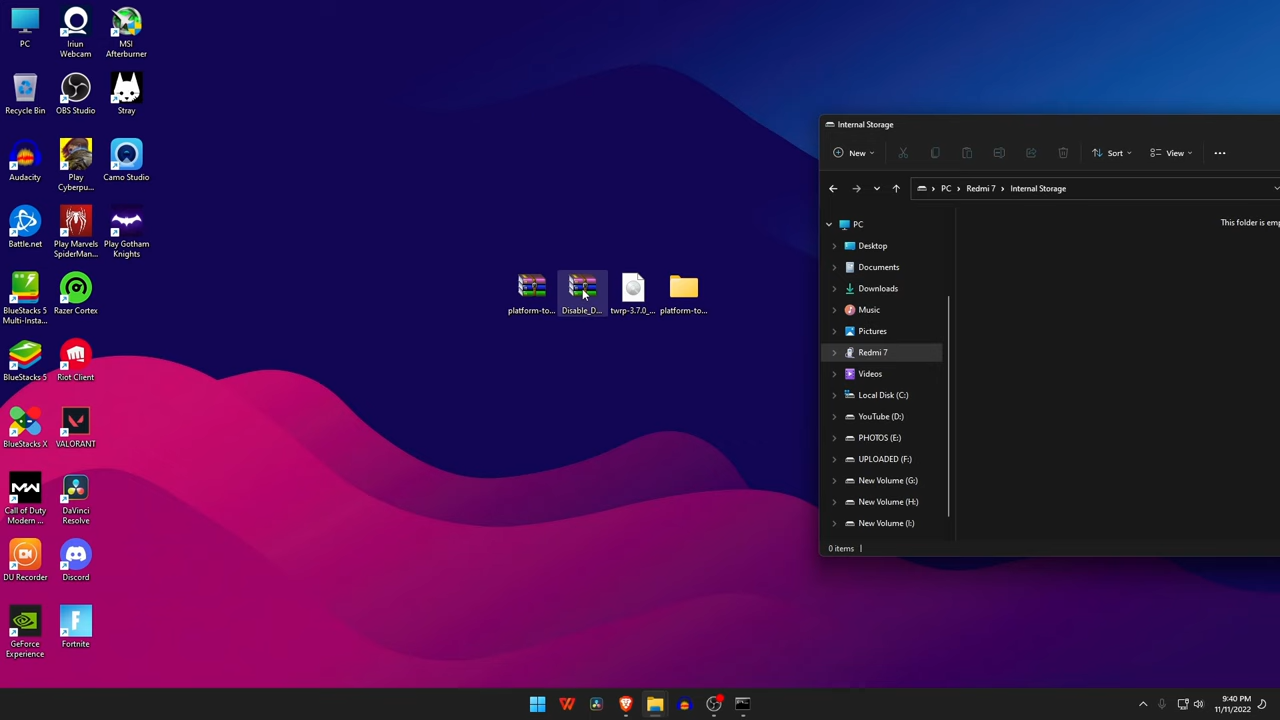 PC
Iriun
Webcam
MSI
Afterburner
Recycle Bin
OBS Studio
Stray
Audacity
Play
Cyberpu...
Camo Studio
Battle.net
Play Marvels
SpiderMan...
Play Gotham
Knights
BlueStacks 5
Multi-Insta...
Razer Cortex
BlueStacks 5
Riot Client
BlueStacks X
VALORANT
Call of Duty
Modern ...
DaVinci
Resolve
DU Recorder
Discord
GeForce
Experience
Fortnite
platform-to...
Disable_D...
twrp-3.7.0_...
platform-to...
Internal Storage
New
Sort
View
PC › Redmi 7 › Internal Storage
This folder is emp
PC
Desktop
Documents
Downloads
Music
Pictures
Redmi 7
Videos
Local Disk (C:)
YouTube (D:)
PHOTOS (E:)
UPLOADED (F:)
New Volume (G:)
New Volume (H:)
New Volume (I:)
0 items
9:40 PM
11/11/2022